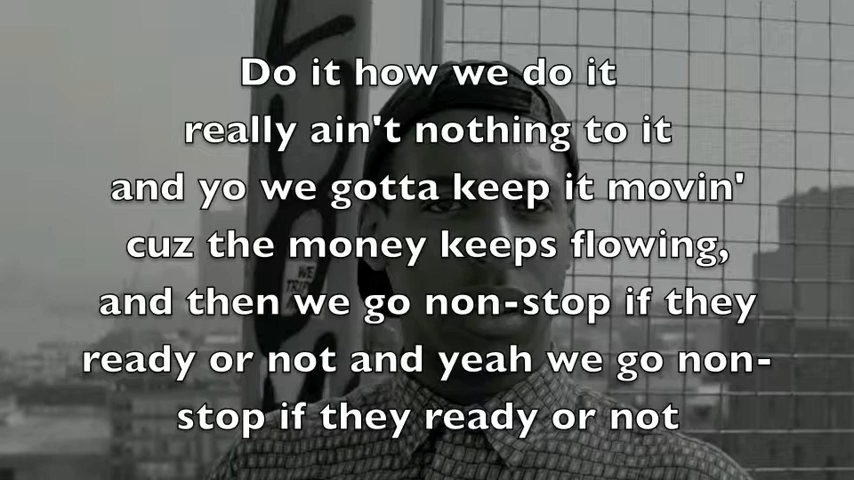 Do it how we do it
really ain't nothing to it
and yo we gotta keep it movin'
cuz the money keeps flowing,
and then we go non-stop if they
ready or not and yeah we go non-
stop if they ready or not
WE